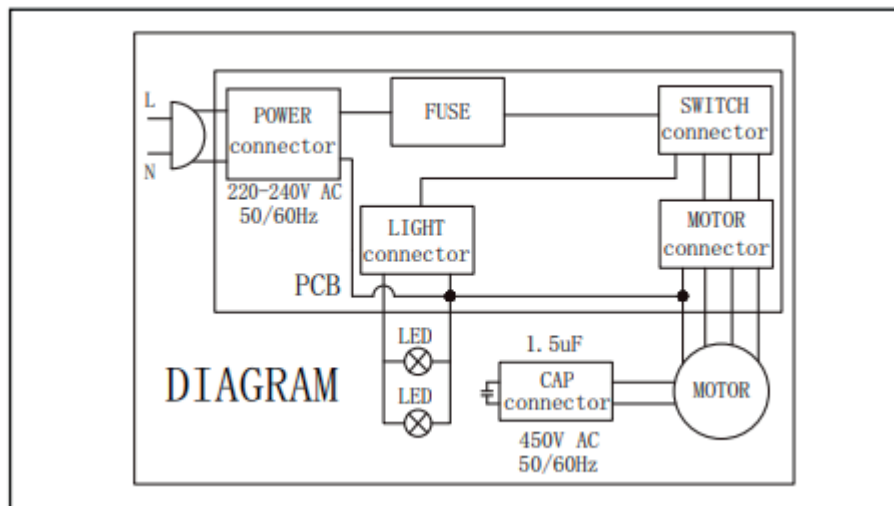 L
N
POWER
connector
220-240V AC
50/60Hz
FUSE
SWITCH
connector
LIGHT
connector
MOTOR
connector
PCB
LED
LED
DIAGRAM
1.5uF
CAP
connector
450V AC
50/60Hz
MOTOR